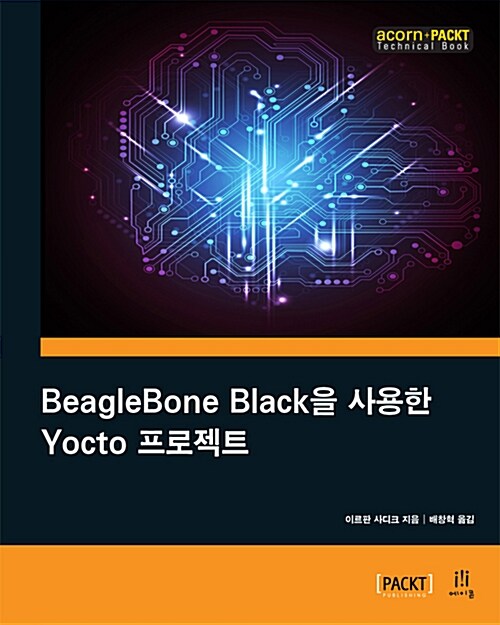 acorn+PACKT
Technical Book
BeagleBone Black을 사용한
Yocto 프로젝트
이르판 사디크 지음 | 배창혁 옮김
[PACKT]
PUBLISHING
에이콘